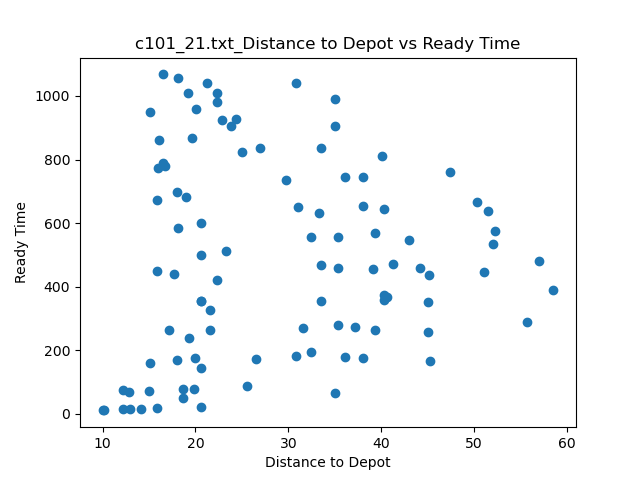 c101_21.txt_Distance to Depot vs Ready Time
1000
800
600
400
200
0
Ready Time
10 20 30 40 50 60
Distance to Depot